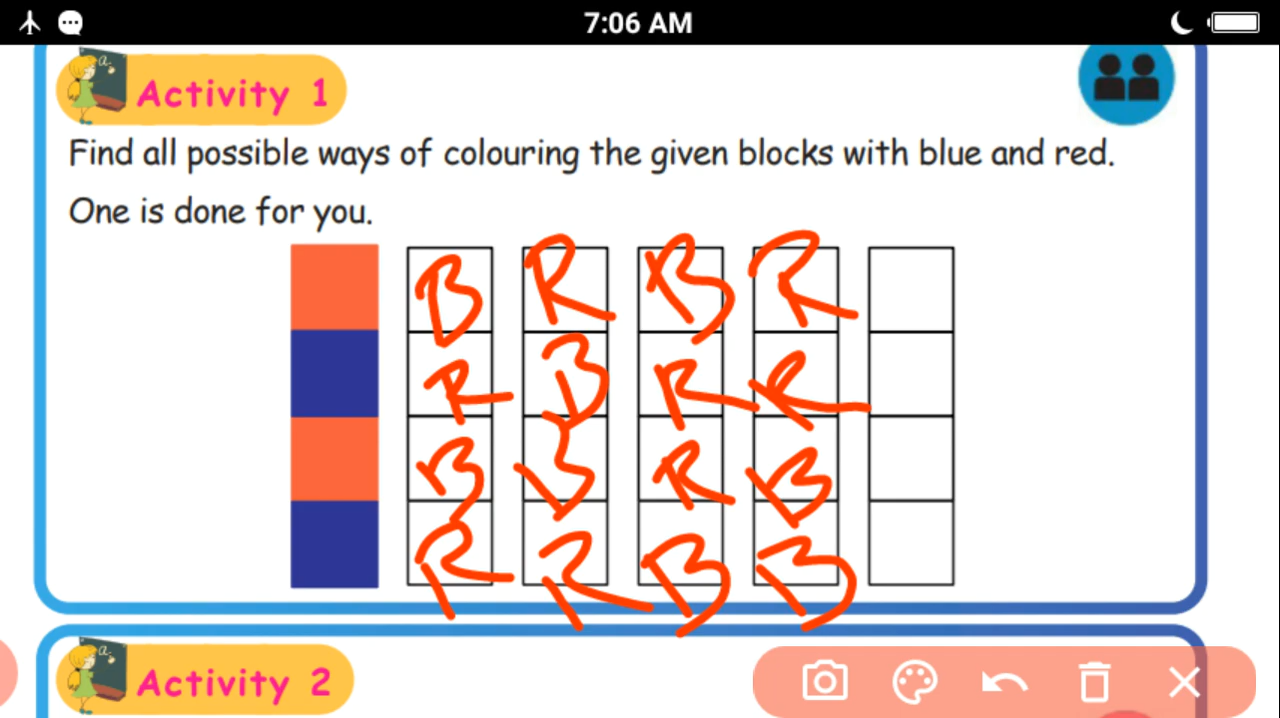 7:06 AM
Activity 1
Find all possible ways of colouring the given blocks with blue and red.
One is done for you.
B R B R
R B R R
B B R B
R R B B
Activity 2